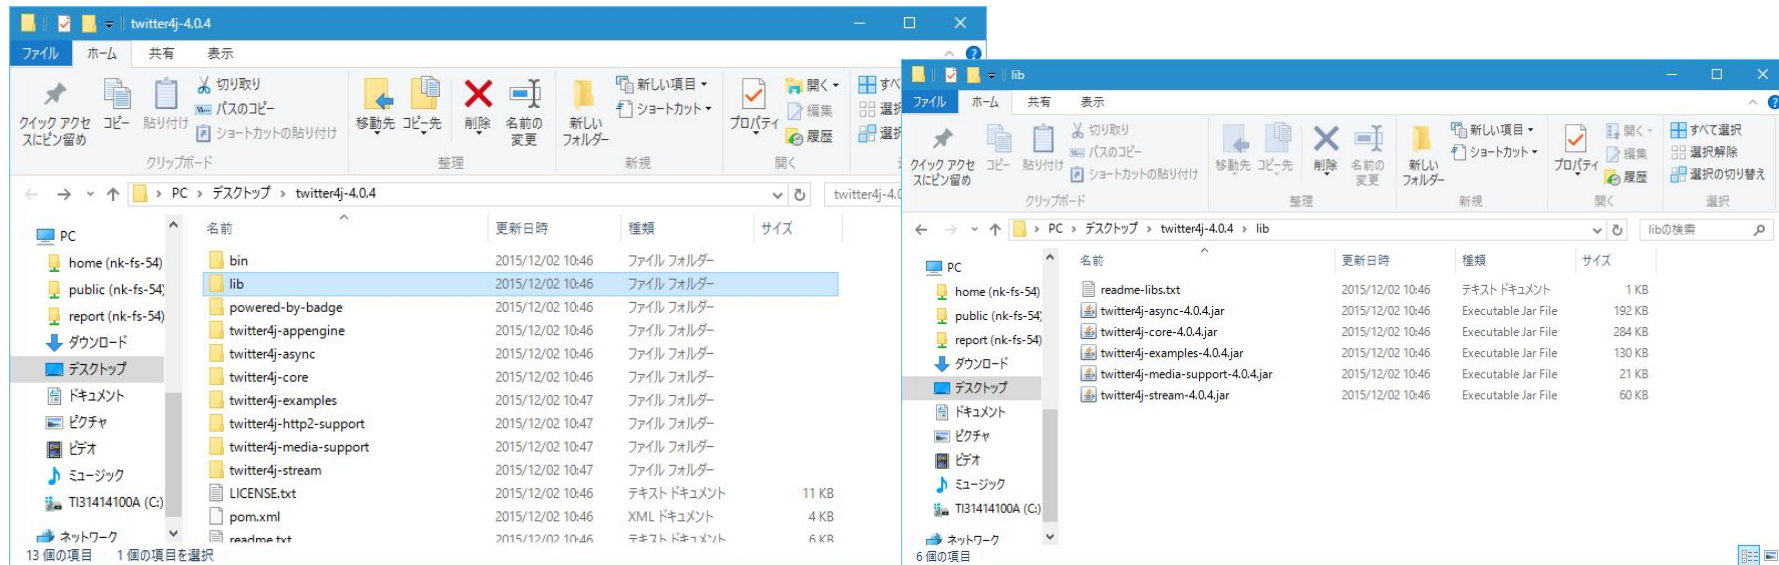 twitter4j-4.0.4
ファイル ホーム 共有 表示
クイック アクセスにピン留め
コピー
貼り付け
切り取り
パスのコピー
ショートカットの貼り付け
移動先
コピー先
削除
名前の変更
新しいフォルダー
新しい項目
ショートカット
プロパティ
開く
編集
履歴
クリップボード 整理 新規 開く
PC > デスクトップ > twitter4j-4.0.4
PC
home (nk-fs-54)
public (nk-fs-54)
report (nk-fs-54)
ダウンロード
デスクトップ
ドキュメント
ピクチャ
ビデオ
ミュージック
TI31414100A (C:)
ネットワーク
名前 更新日時 種類 サイズ
bin 2015/12/02 10:46 ファイル フォルダー
lib 2015/12/02 10:46 ファイル フォルダー
powered-by-badge 2015/12/02 10:46 ファイル フォルダー
twitter4j-appengine 2015/12/02 10:46 ファイル フォルダー
twitter4j-async 2015/12/02 10:46 ファイル フォルダー
twitter4j-core 2015/12/02 10:46 ファイル フォルダー
twitter4j-examples 2015/12/02 10:47 ファイル フォルダー
twitter4j-http2-support 2015/12/02 10:47 ファイル フォルダー
twitter4j-media-support 2015/12/02 10:47 ファイル フォルダー
twitter4j-stream 2015/12/02 10:47 ファイル フォルダー
LICENSE.txt 2015/12/02 10:46 テキスト ドキュメント 11 KB
pom.xml 2015/12/02 10:46 XML ドキュメント 4 KB
readme.txt 2015/12/02 10:46 テキスト ドキュメント 6 KB
13 個の項目 1 個の項目を選択
lib
ファイル ホーム 共有 表示
クイック アクセスにピン留め
コピー
貼り付け
切り取り
パスのコピー
ショートカットの貼り付け
移動先
コピー先
削除
名前の変更
新しいフォルダー
新しい項目
ショートカット
プロパティ
開く
編集
履歴
すべて選択
選択解除
選択の切り替え
クリップボード 整理 新規 開く 選択
PC > デスクトップ > twitter4j-4.0.4 > lib
libの検索
PC
home (nk-fs-54)
public (nk-fs-54)
report (nk-fs-54)
ダウンロード
デスクトップ
ドキュメント
ピクチャ
ビデオ
ミュージック
TI31414100A (C:)
ネットワーク
名前 更新日時 種類 サイズ
readme-libs.txt 2015/12/02 10:46 テキスト ドキュメント 1 KB
twitter4j-async-4.0.4.jar 2015/12/02 10:46 Executable Jar File 192 KB
twitter4j-core-4.0.4.jar 2015/12/02 10:46 Executable Jar File 284 KB
twitter4j-examples-4.0.4.jar 2015/12/02 10:46 Executable Jar File 130 KB
twitter4j-media-support-4.0.4.jar 2015/12/02 10:46 Executable Jar File 21 KB
twitter4j-stream-4.0.4.jar 2015/12/02 10:46 Executable Jar File 60 KB
6 個の項目